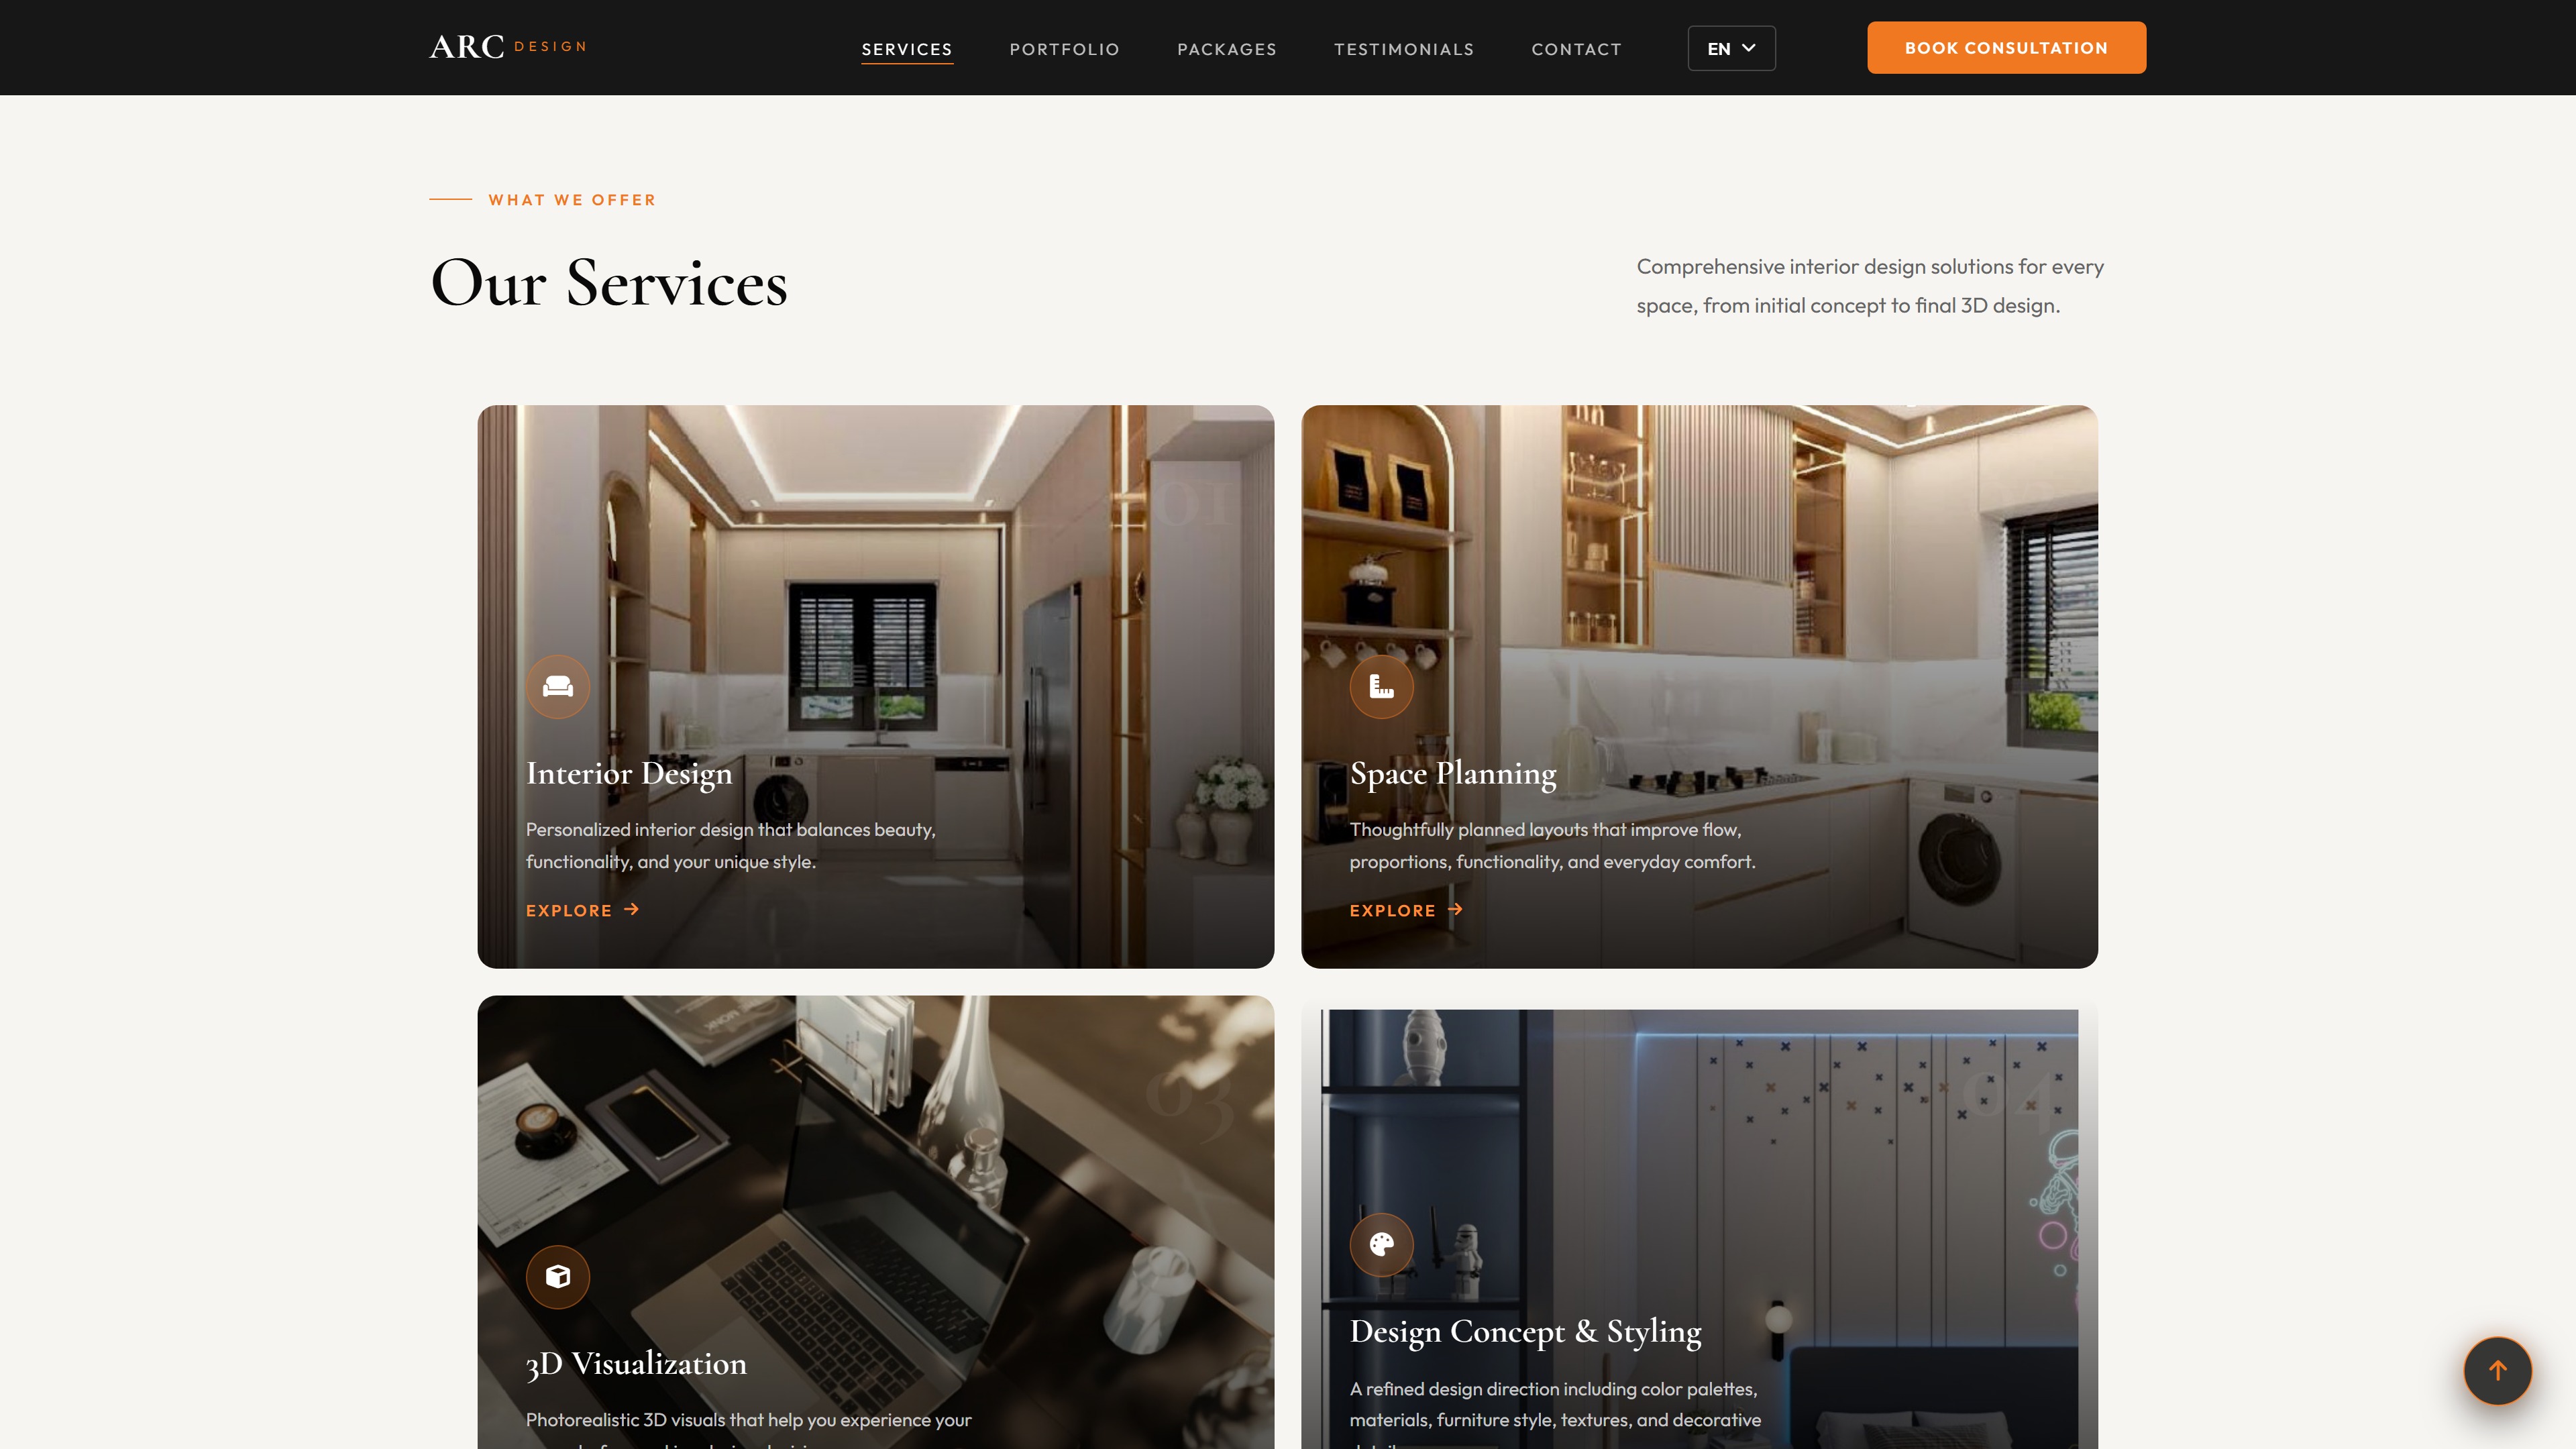 ARC DESIGN
SERVICES
PORTFOLIO
PACKAGES
TESTIMONIALS
CONTACT
EN
BOOK CONSULTATION
WHAT WE OFFER
Our Services
Comprehensive interior design solutions for every
space, from initial concept to final 3D design.
01
Interior Design
Personalized interior design that balances beauty,
functionality, and your unique style.
EXPLORE
Space Planning
Thoughtfully planned layouts that improve flow,
proportions, functionality, and everyday comfort.
EXPLORE
03
3D Visualization
Photorealistic 3D visuals that help you experience your
04
Design Concept & Styling
A refined design direction including color palettes,
materials, furniture style, textures, and decorative